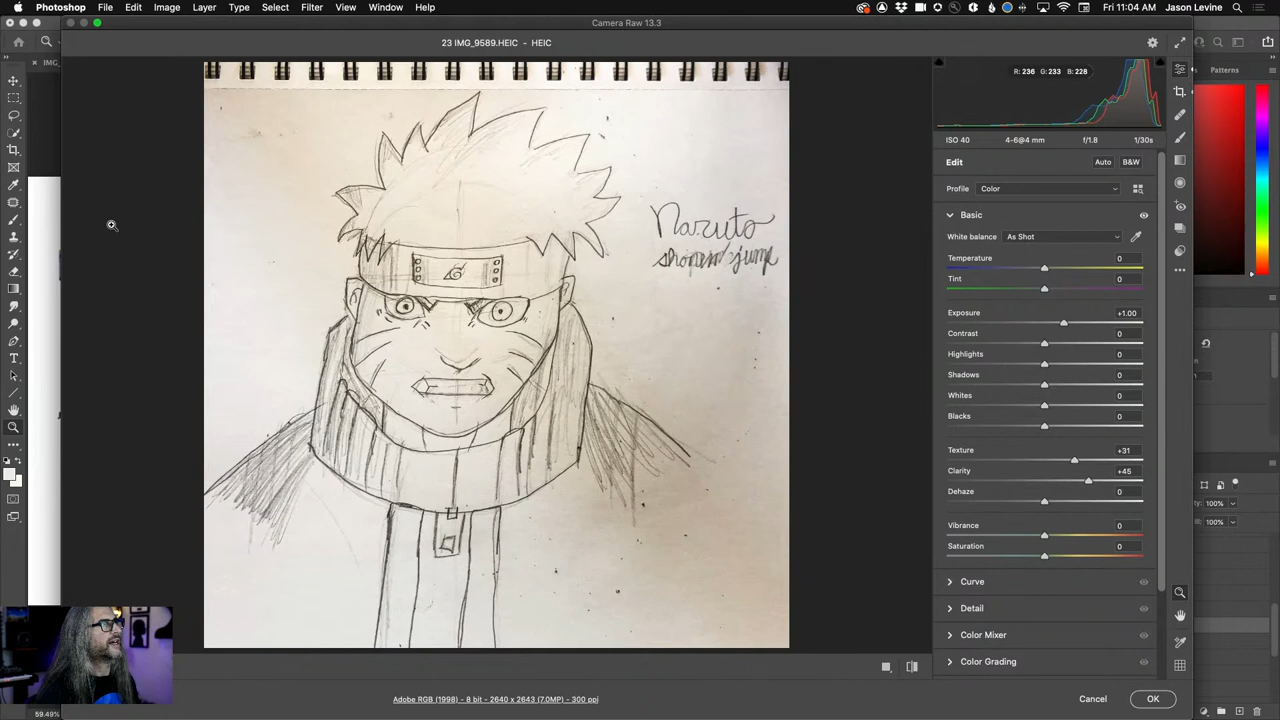 Photoshop File Edit Image Layer Type Select Filter View Window Help Fri 11:04 AM Jason Levine
Camera Raw 13.3
23 IMG_9589.HEIC - HEIC
Patterns
R: 236 G: 233 B: 228
ISO 40 4-6@4 mm f/1.8 1/30s
Edit Auto B&W
Profile Color
Basic
White balance As Shot
Temperature 0
Tint 0
Exposure +1.00
Contrast 0
Highlights 0
Shadows 0
Whites 0
Blacks 0
Texture +31
Clarity +45
Dehaze 0
Vibrance 0
Saturation 0
Curve
Detail
Color Mixer
Color Grading
Naruto
shonen jump
100%
100%
59.49%
Adobe RGB (1998) - 8 bit - 2640 x 2643 (7.0MP) - 300 ppi
Cancel OK